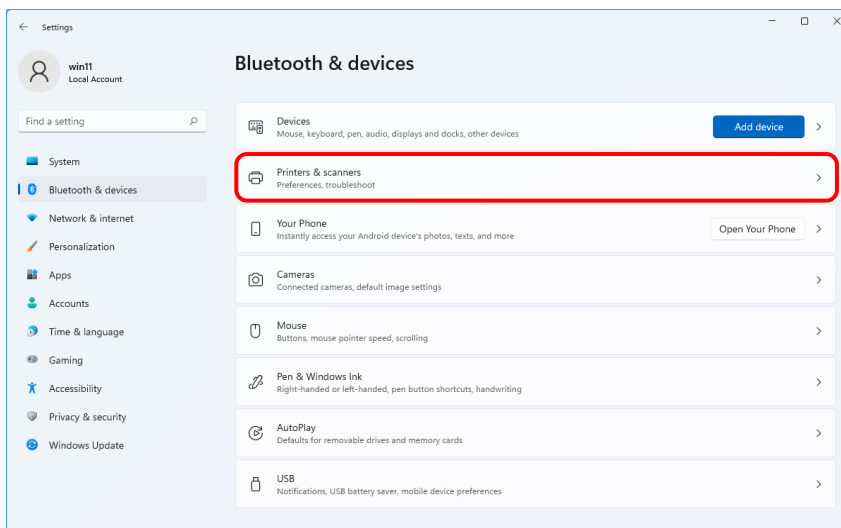 Settings
win11
Local Account
Find a setting
System
Bluetooth & devices
Network & internet
Personalization
Apps
Accounts
Time & language
Gaming
Accessibility
Privacy & security
Windows Update
Bluetooth & devices
Devices
Mouse, keyboard, pen, audio, displays and docks, other devices
Add device
Printers & scanners
Preferences, troubleshoot
Your Phone
Instantly access your Android device's photos, texts, and more
Open Your Phone
Cameras
Connected cameras, default image settings
Mouse
Buttons, mouse pointer speed, scrolling
Pen & Windows Ink
Right-handed or left-handed, pen button shortcuts, handwriting
AutoPlay
Defaults for removable drives and memory cards
USB
Notifications, USB battery saver, mobile device preferences